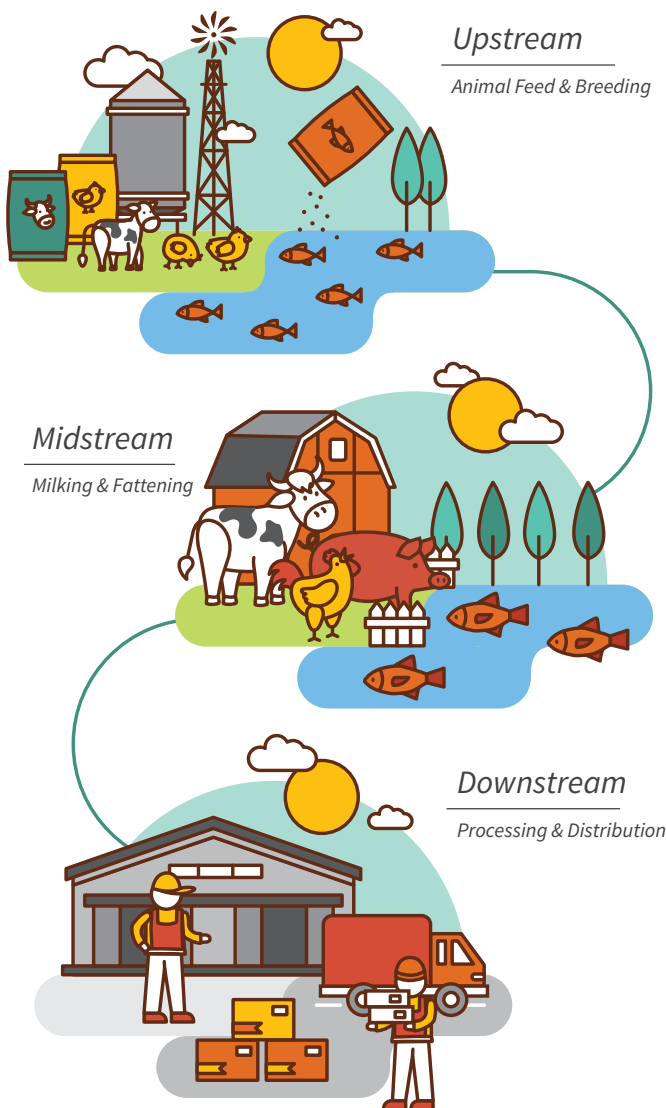 Upstream
Animal Feed & Breeding
Midstream
Milking & Fattening
Downstream
Processing & Distribution